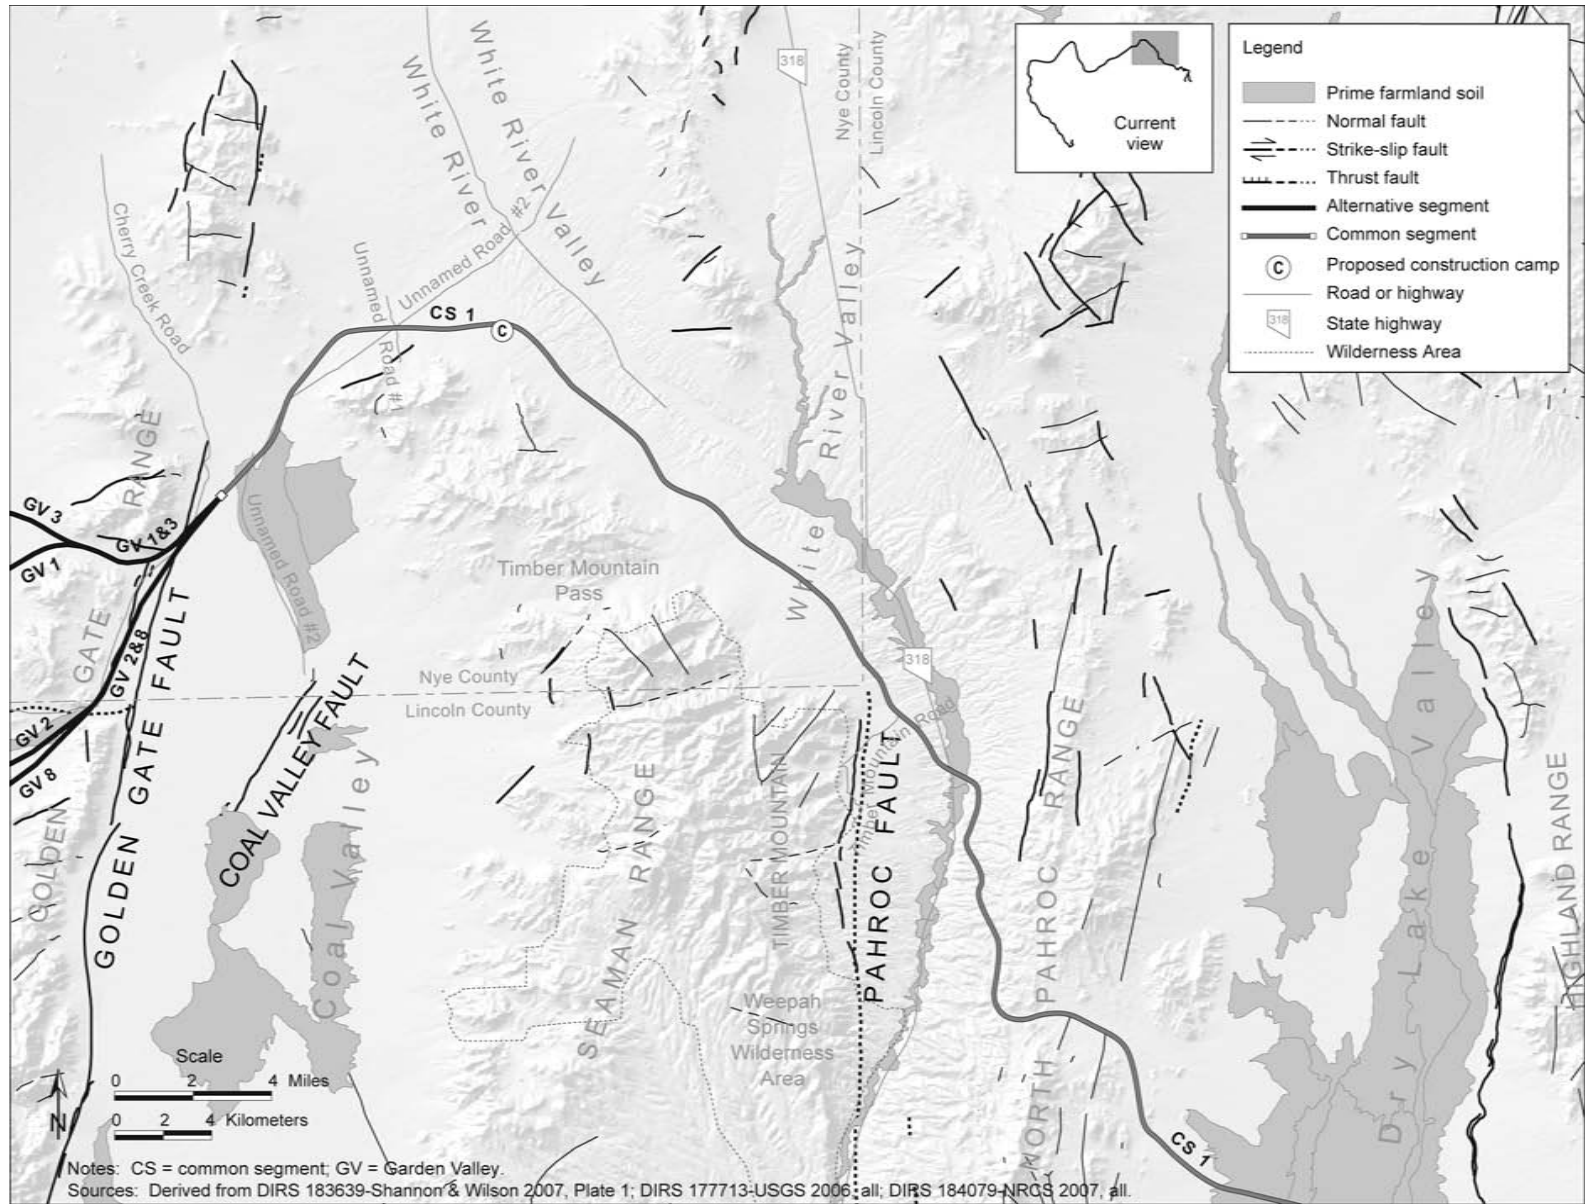 White River
White River Valley
318
Nye County
Lincoln County
Current
view
Legend
Prime farmland soil
Normal fault
Strike-slip fault
Thrust fault
Alternative segment
Common segment
C
Proposed construction camp
Road or highway
318
State highway
Wilderness Area
Cherry Creek Road
Unnamed
Road #1
Unnamed Road #2
CS 1
C
White River Valley
GOLDEN GATE RANGE
GV 3
GV 1
GV 1&3
GV 2&8
GV 2
GV 8
Unnamed Road #2
GOLDEN GATE FAULT
COAL VALLEY FAULT
Coal Valley
Timber Mountain
Pass
Nye County
Lincoln County
318
Timber Mountain Road
SEAMAN RANGE
TIMBER MOUNTAIN
PAHROC FAULT
Weepah
Springs
Wilderness
Area
NORTH PAHROC RANGE
Dry Lake Valley
HIGHLAND RANGE
CS 1
Scale
0 2 4 Miles
0 2 4 Kilometers
N
Notes: CS = common segment; GV = Garden Valley.
Sources: Derived from DIRS 183639-Shannon & Wilson 2007, Plate 1; DIRS 177713-USGS 2006, all; DIRS 184079-NRCS 2007, all.